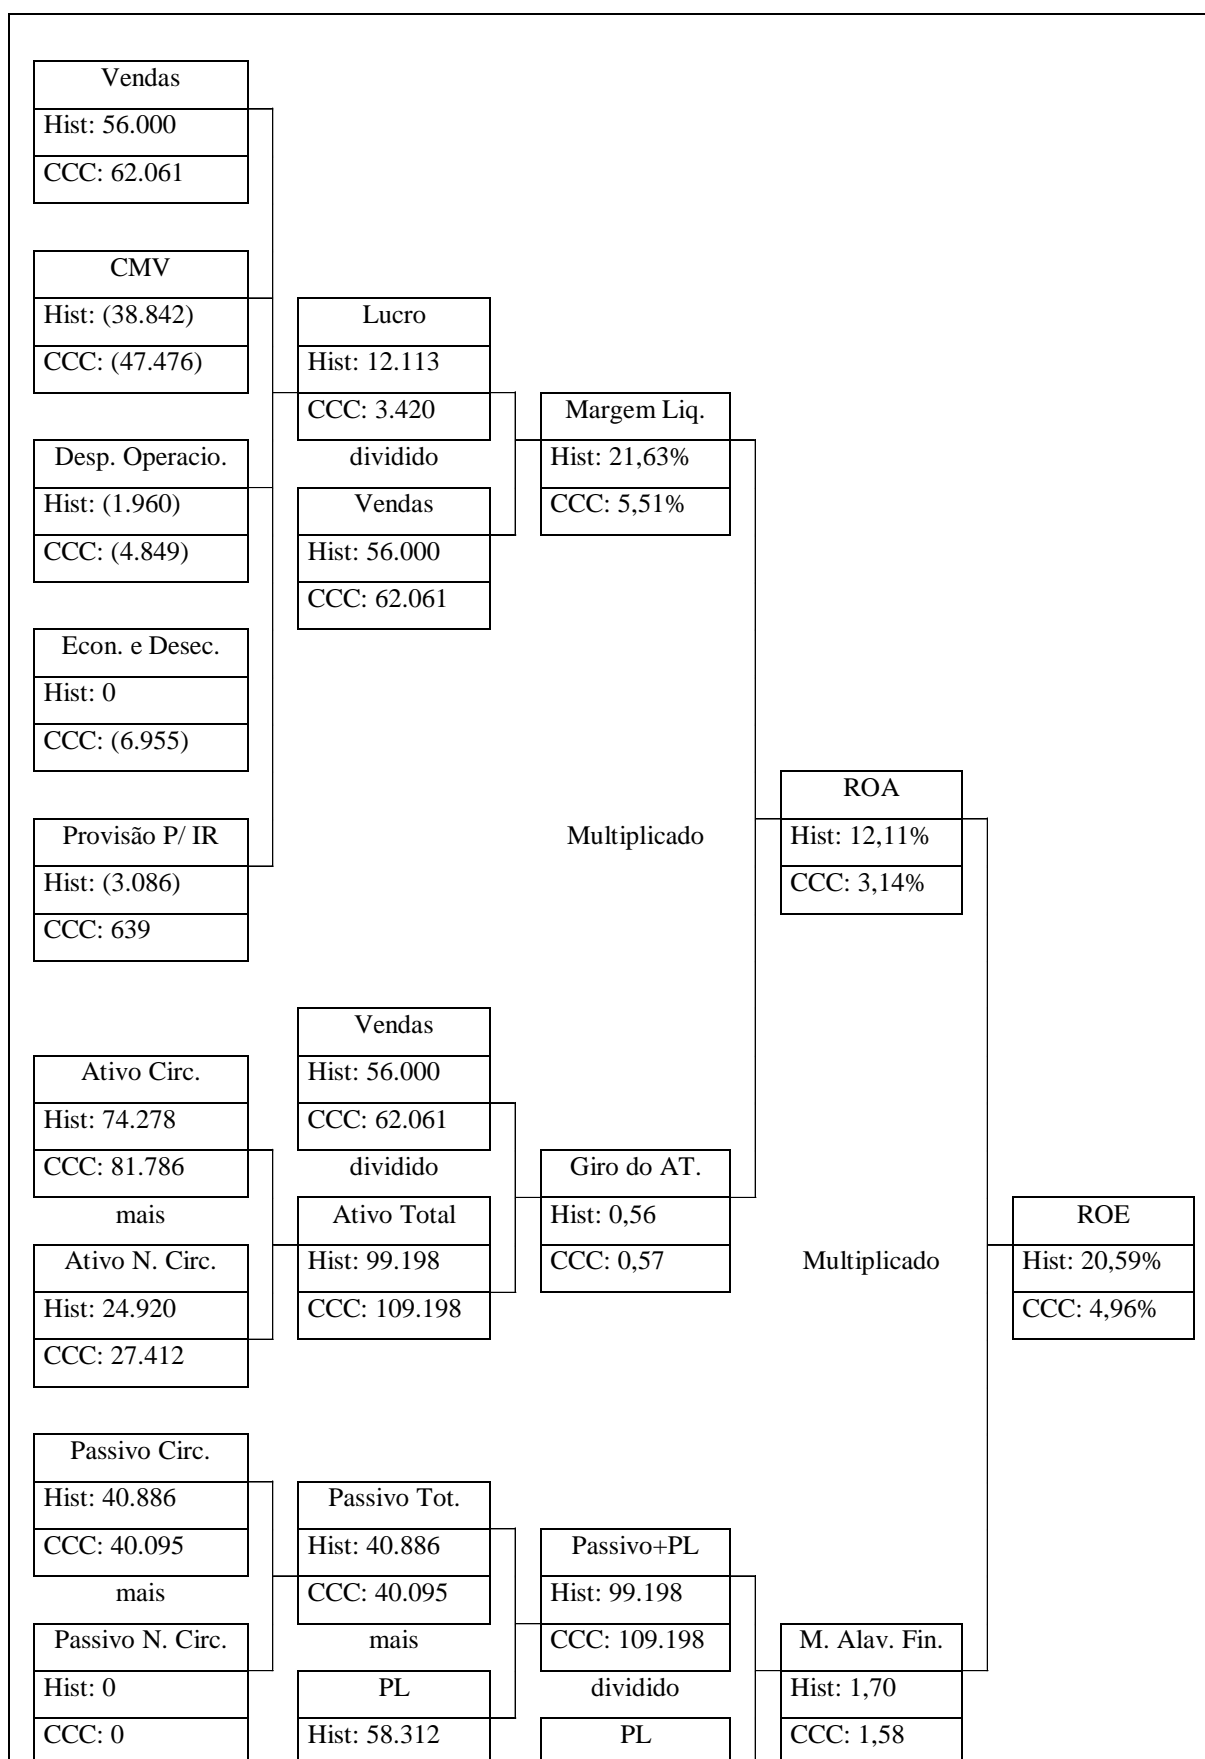 Vendas
Hist: 56.000
CCC: 62.061
CMV
Hist: (38.842)
CCC: (47.476)
Lucro
Hist: 12.113
CCC: 3.420
dividido
Vendas
Hist: 56.000
CCC: 62.061
Margem Liq.
Hist: 21,63%
CCC: 5,51%
Desp. Operacio.
Hist: (1.960)
CCC: (4.849)
Econ. e Desec.
Hist: 0
CCC: (6.955)
Provisão P/ IR
Hist: (3.086)
CCC: 639
Multiplicado
ROA
Hist: 12,11%
CCC: 3,14%
Vendas
Hist: 56.000
CCC: 62.061
dividido
Ativo Total
Hist: 99.198
CCC: 109.198
Ativo Circ.
Hist: 74.278
CCC: 81.786
mais
Ativo N. Circ.
Hist: 24.920
CCC: 27.412
Giro do AT.
Hist: 0,56
CCC: 0,57
Multiplicado
ROE
Hist: 20,59%
CCC: 4,96%
Passivo Circ.
Hist: 40.886
CCC: 40.095
mais
Passivo N. Circ.
Hist: 0
CCC: 0
Passivo Tot.
Hist: 40.886
CCC: 40.095
mais
PL
Hist: 58.312
Passivo+PL
Hist: 99.198
CCC: 109.198
dividido
PL
M. Alav. Fin.
Hist: 1,70
CCC: 1,58